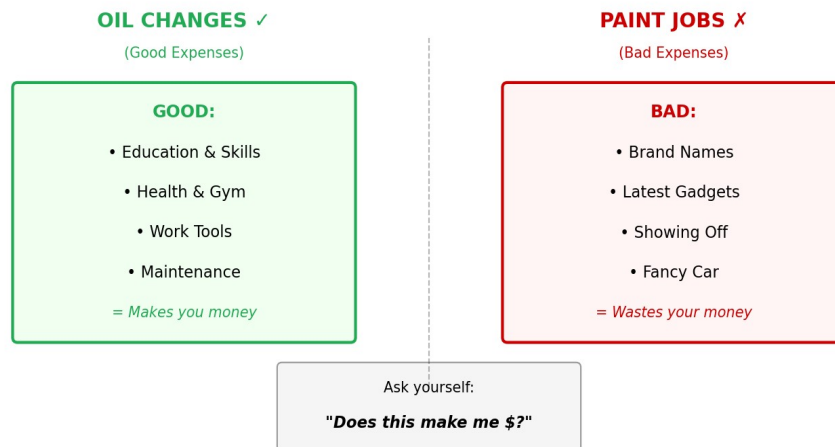 OIL CHANGES ✓
(Good Expenses)
GOOD:
• Education & Skills
• Health & Gym
• Work Tools
• Maintenance
= Makes you money
PAINT JOBS ✗
(Bad Expenses)
BAD:
• Brand Names
• Latest Gadgets
• Showing Off
• Fancy Car
= Wastes your money
Ask yourself:
"Does this make me $?"